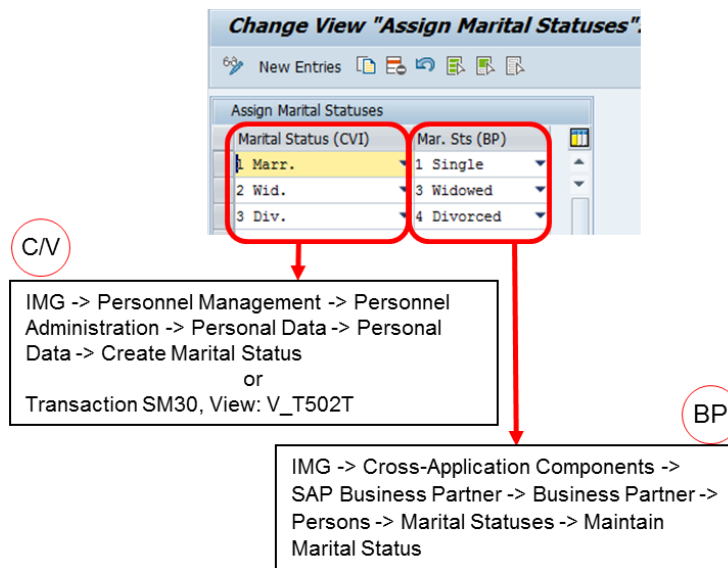 Change View "Assign Marital Statuses":
New Entries
Assign Marital Statuses
Marital Status (CVI) Mar. Sts (BP)
1 Marr. 1 Single
2 Wid. 3 Widowed
3 Div. 4 Divorced
C/V
IMG -> Personnel Management -> Personnel
Administration -> Personal Data -> Personal
Data -> Create Marital Status
or
Transaction SM30, View: V_T502T
BP
IMG -> Cross-Application Components ->
SAP Business Partner -> Business Partner ->
Persons -> Marital Statuses -> Maintain
Marital Status